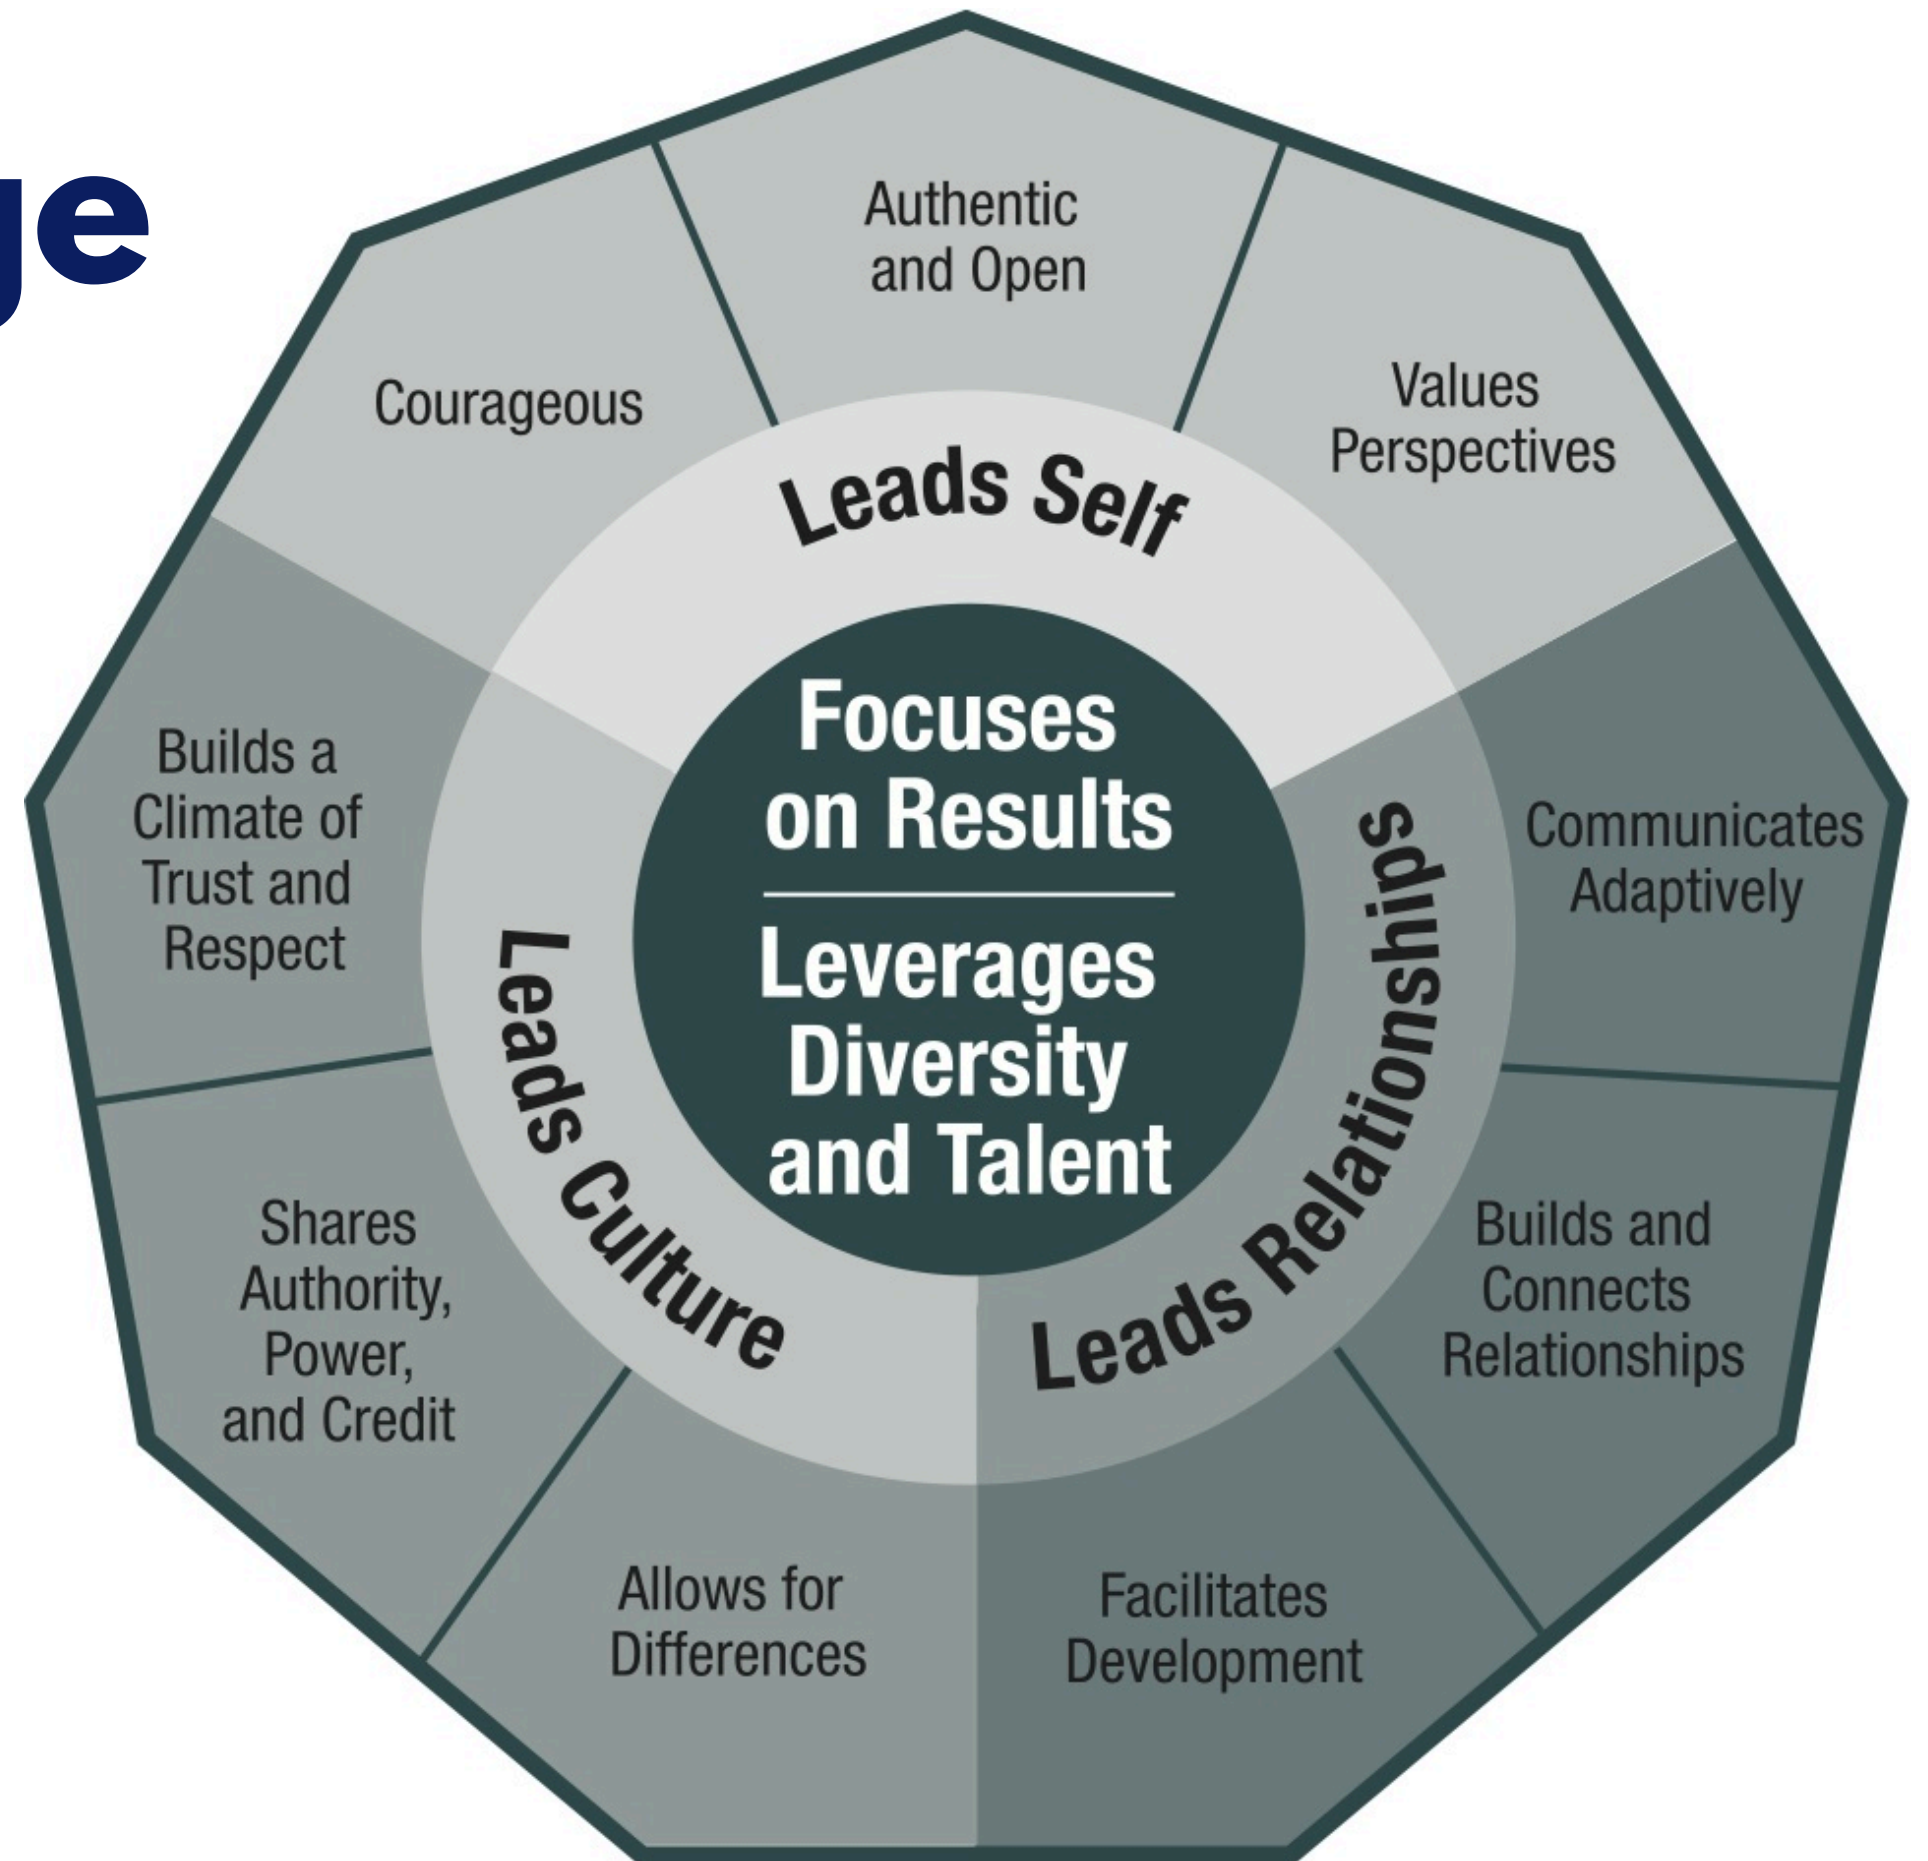 ge
Authentic
and Open
Courageous
Values
Perspectives
Leads Self
Focuses
on Results
Leverages
Diversity
and Talent
Builds a
Climate of
Trust and
Respect
Communicates
Adaptively
Leads Culture
Leads Relationships
Shares
Authority,
Power,
and Credit
Builds and
Connects
Relationships
Allows for
Differences
Facilitates
Development